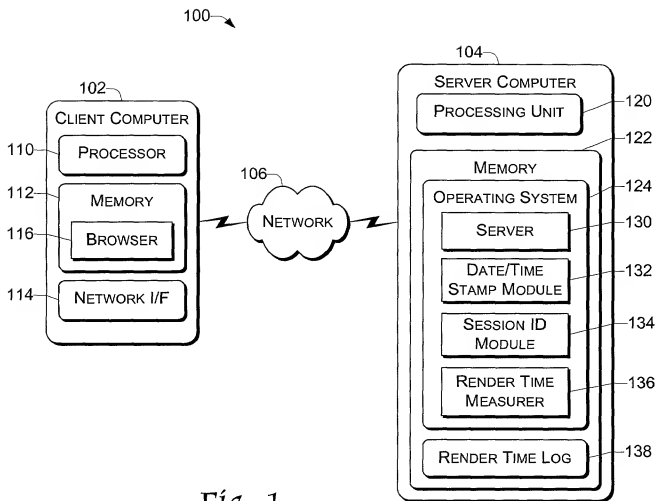 100
102
CLIENT COMPUTER
110
PROCESSOR
112
MEMORY
116
BROWSER
114
NETWORK I/F
106
NETWORK
104
SERVER COMPUTER
PROCESSING UNIT
120
122
MEMORY
124
OPERATING SYSTEM
SERVER
130
DATE/TIME
STAMP MODULE
132
SESSION ID
MODULE
134
RENDER TIME
MEASURER
136
RENDER TIME LOG
138
Fig. 1